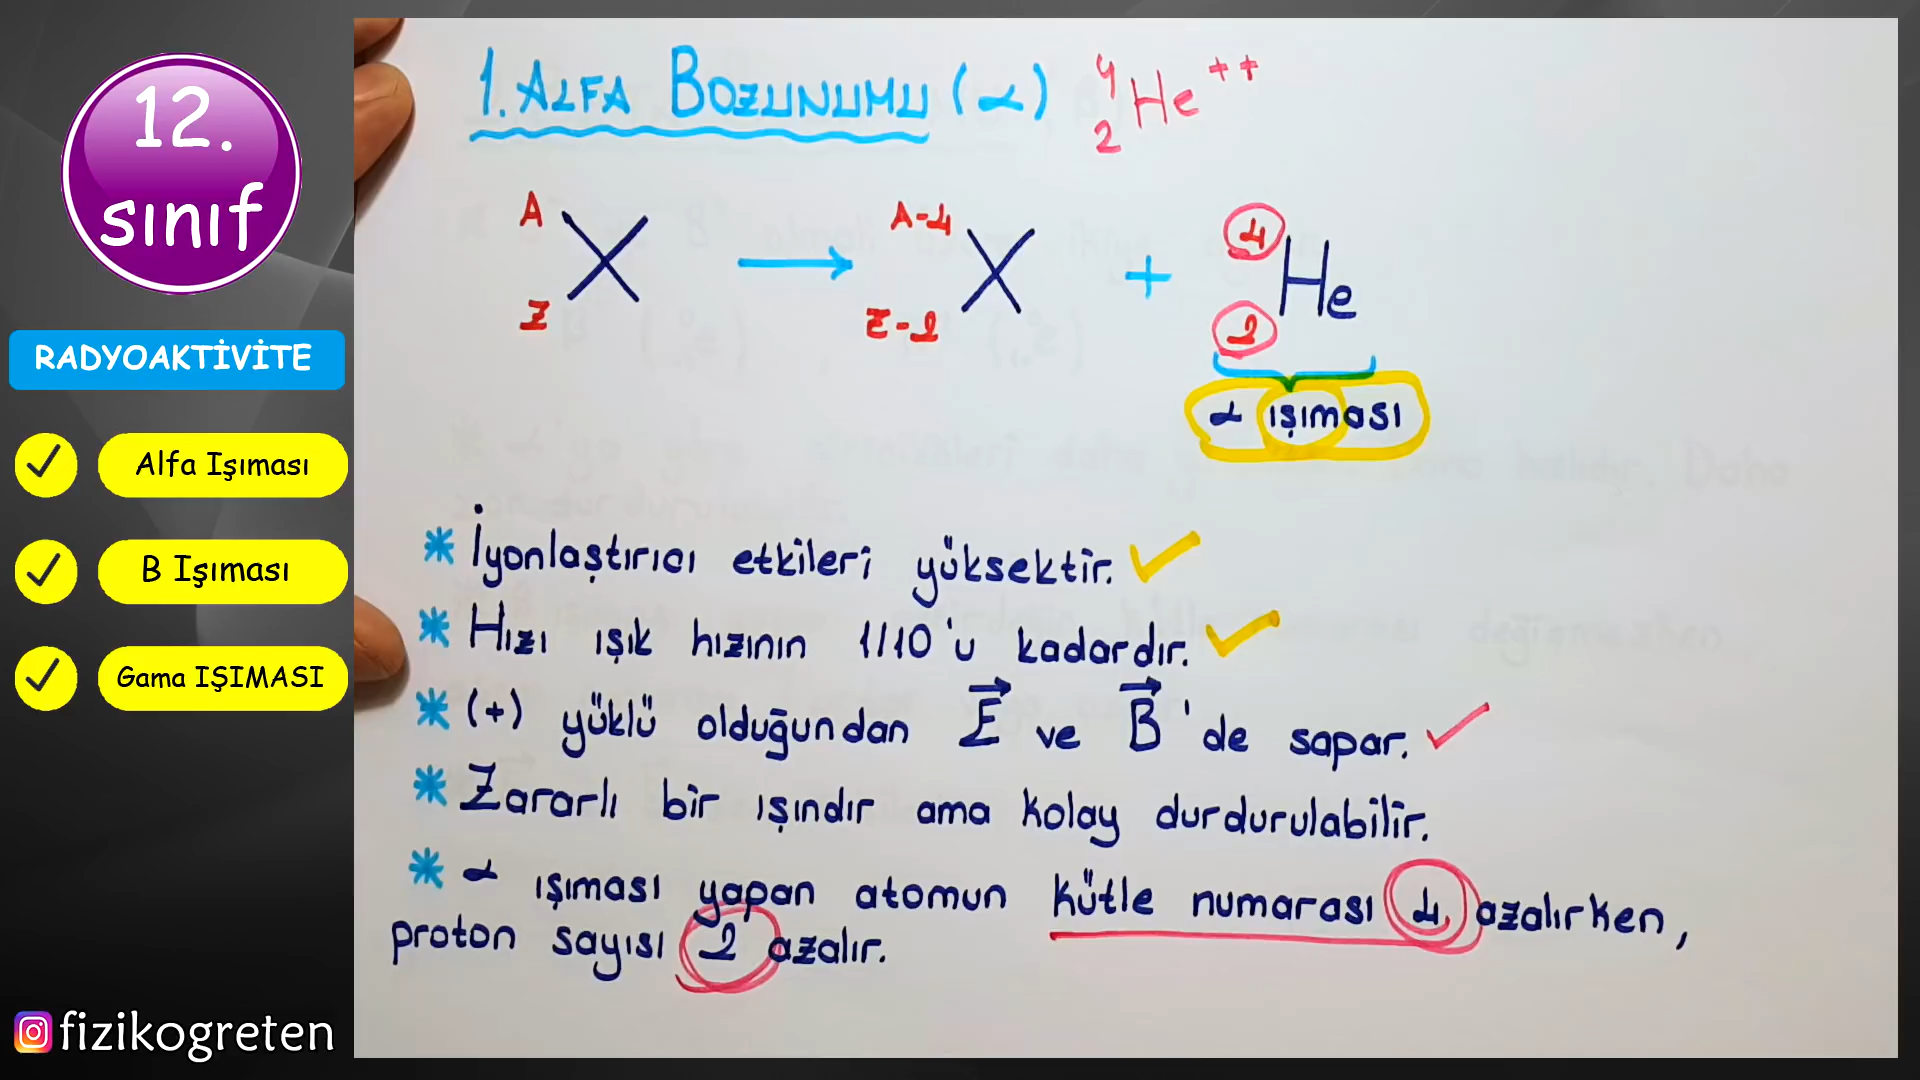 12.
sınıf
RADYOAKTİVİTE
Alfa Işıması
B Işıması
Gama IŞIMASI
fizikogreten
1. ALFA BOZUNUMU (α) ⁴₂He⁺⁺
ᴬ_Z X → ᴬ⁻⁴_Z₋₂ X + ⁴₂He
α ışıması
* İyonlaştırıcı etkileri yüksektir. ✓
* Hızı ışık hızının 1/10'u kadardır. ✓
* (+) yüklü olduğundan E⃗ ve B⃗'de sapar. ✓
* Zararlı bir ışındır ama kolay durdurulabilir.
* α ışıması yapan atomun kütle numarası 4 azalırken,
proton sayısı 2 azalır.